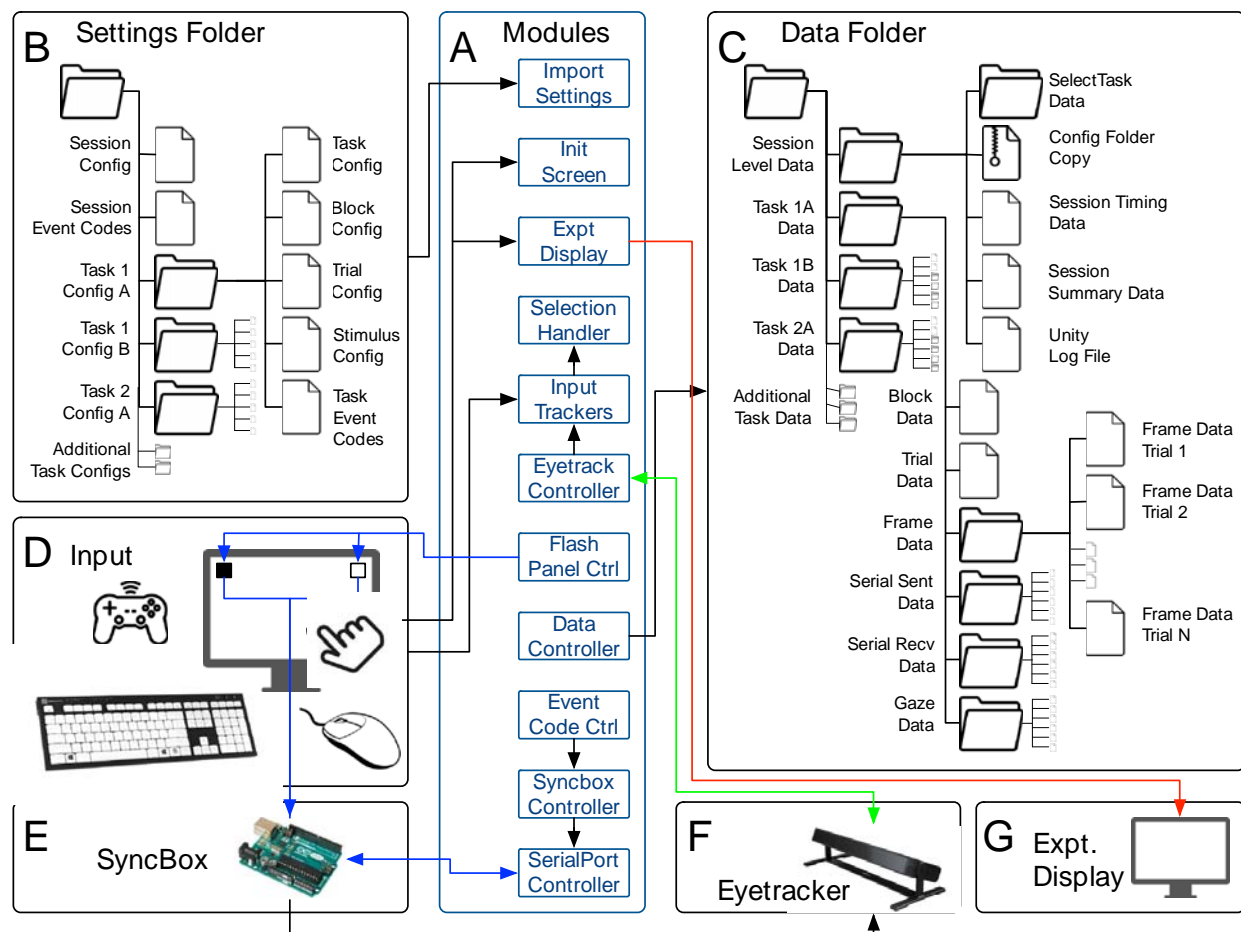 B Settings Folder
Session
Config
Session
Event Codes
Task 1
Config A
Task 1
Config B
Task 2
Config A
Additional
Task Configs
Task
Config
Block
Config
Trial
Config
Stimulus
Config
Task
Event
Codes
A Modules
Import
Settings
Init
Screen
Expt
Display
Selection
Handler
Input
Trackers
Eyetrack
Controller
Flash
Panel Ctrl
Data
Controller
Event
Code Ctrl
Syncbox
Controller
SerialPort
Controller
C Data Folder
Session
Level Data
Task 1A
Data
Task 1B
Data
Task 2A
Data
Additional
Task Data
SelectTask
Data
Config Folder
Copy
Session Timing
Data
Session
Summary Data
Unity
Log File
Block
Data
Trial
Data
Frame
Data
Serial Sent
Data
Serial Recv
Data
Gaze
Data
Frame Data
Trial 1
Frame Data
Trial 2
Frame Data
Trial N
D Input
E SyncBox
F Eyetracker
G Expt.
Display